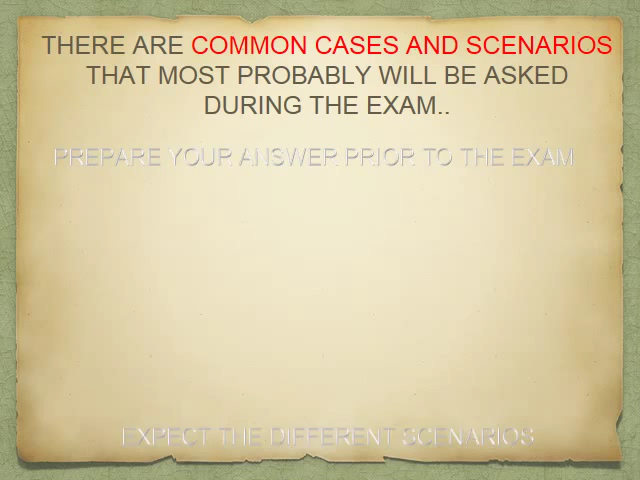 THERE ARE COMMON CASES AND SCENARIOS
THAT MOST PROBABLY WILL BE ASKED
DURING THE EXAM..
PREPARE YOUR ANSWER PRIOR TO THE EXAM
EXPECT THE DIFFERENT SCENARIOS